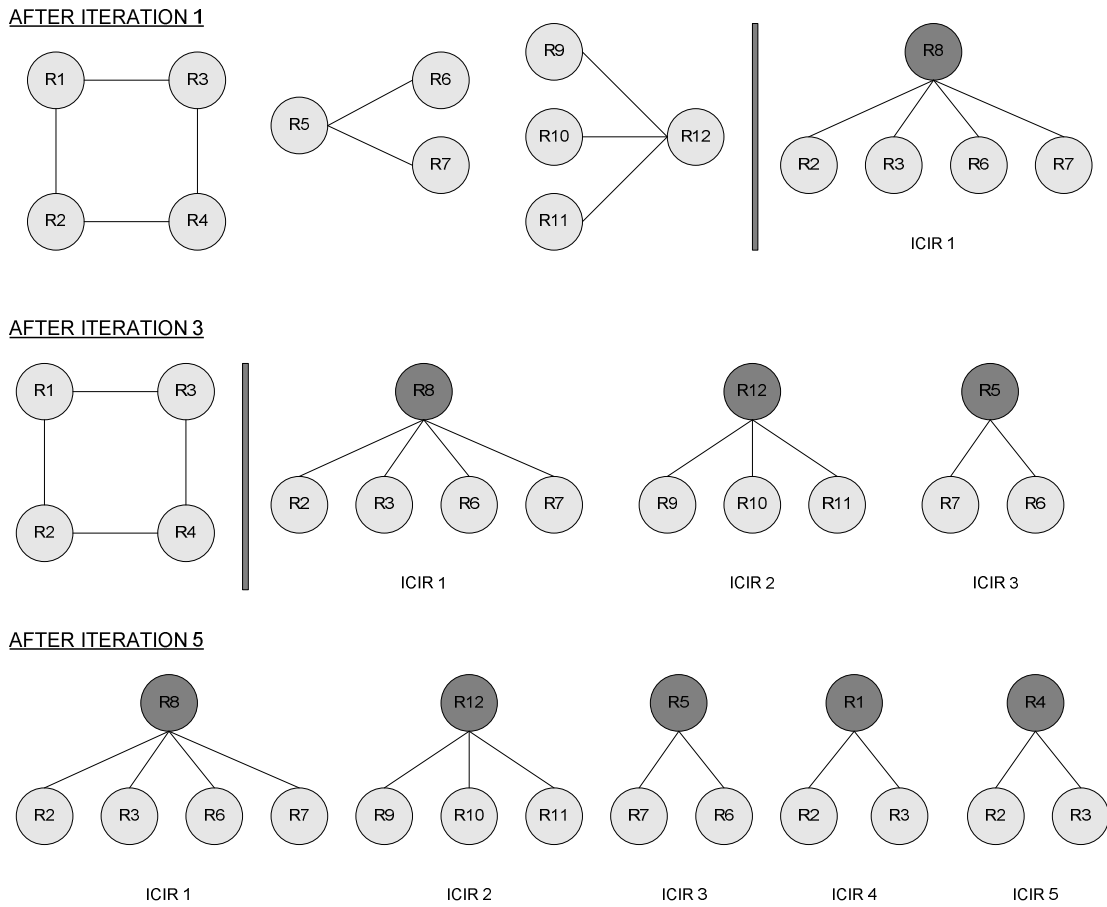 AFTER ITERATION 1
R1
R3
R2
R4
R5
R6
R7
R9
R10
R11
R12
R8
R2
R3
R6
R7
ICIR 1
AFTER ITERATION 3
R1
R3
R2
R4
R8
R2
R3
R6
R7
ICIR 1
R12
R9
R10
R11
ICIR 2
R5
R7
R6
ICIR 3
AFTER ITERATION 5
R8
R2
R3
R6
R7
ICIR 1
R12
R9
R10
R11
ICIR 2
R5
R7
R6
ICIR 3
R1
R2
R3
ICIR 4
R4
R2
R3
ICIR 5